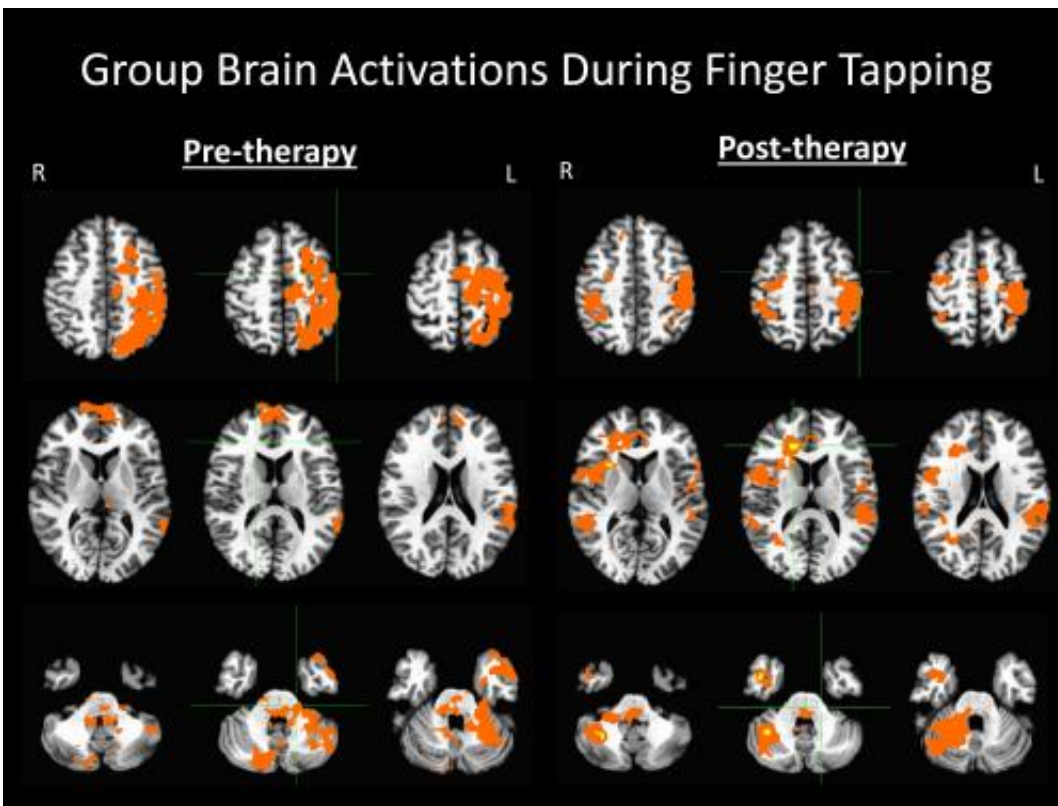 Group Brain Activations During Finger Tapping
Pre-therapy
Post-therapy
R
L
R
L